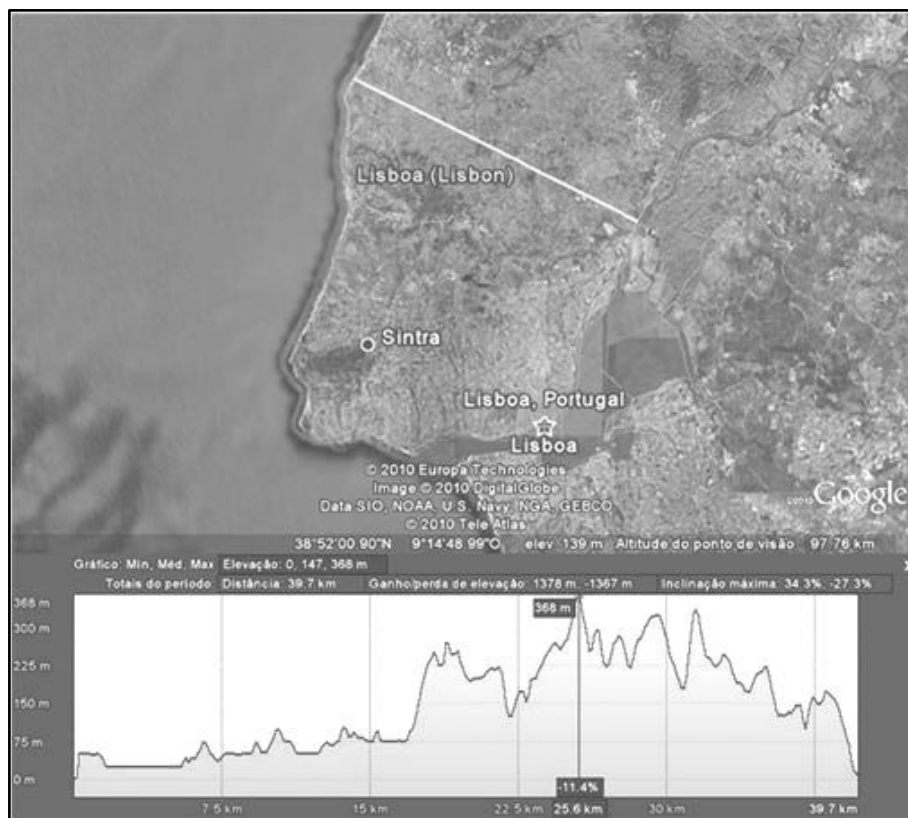 Lisboa (Lisbon)
Sintra
Lisboa, Portugal
Lisboa
© 2010 Europa Technologies
Image © 2010 DigitalGlobe
Data SIO, NOAA, U.S. Navy, NGA, GEBCO
© 2010 Tele Atlas
©2010 Google
38°52'00.90"N 9°14'48.99"O elev 139 m Altitude do ponto de visão 97.76 km
Gráfico: Min, Méd, Max Elevação: 0, 147, 368 m
Totais do período: Distância: 39.7 km Ganho/perda de elevação: 1378 m, -1367 m Inclinação máxima: 34.3%, -27.3%
368 m
368 m
300 m
225 m
150 m
75 m
0 m
-11.4%
7.5 km 15 km 22.5 km 25.6 km 30 km 39.7 km